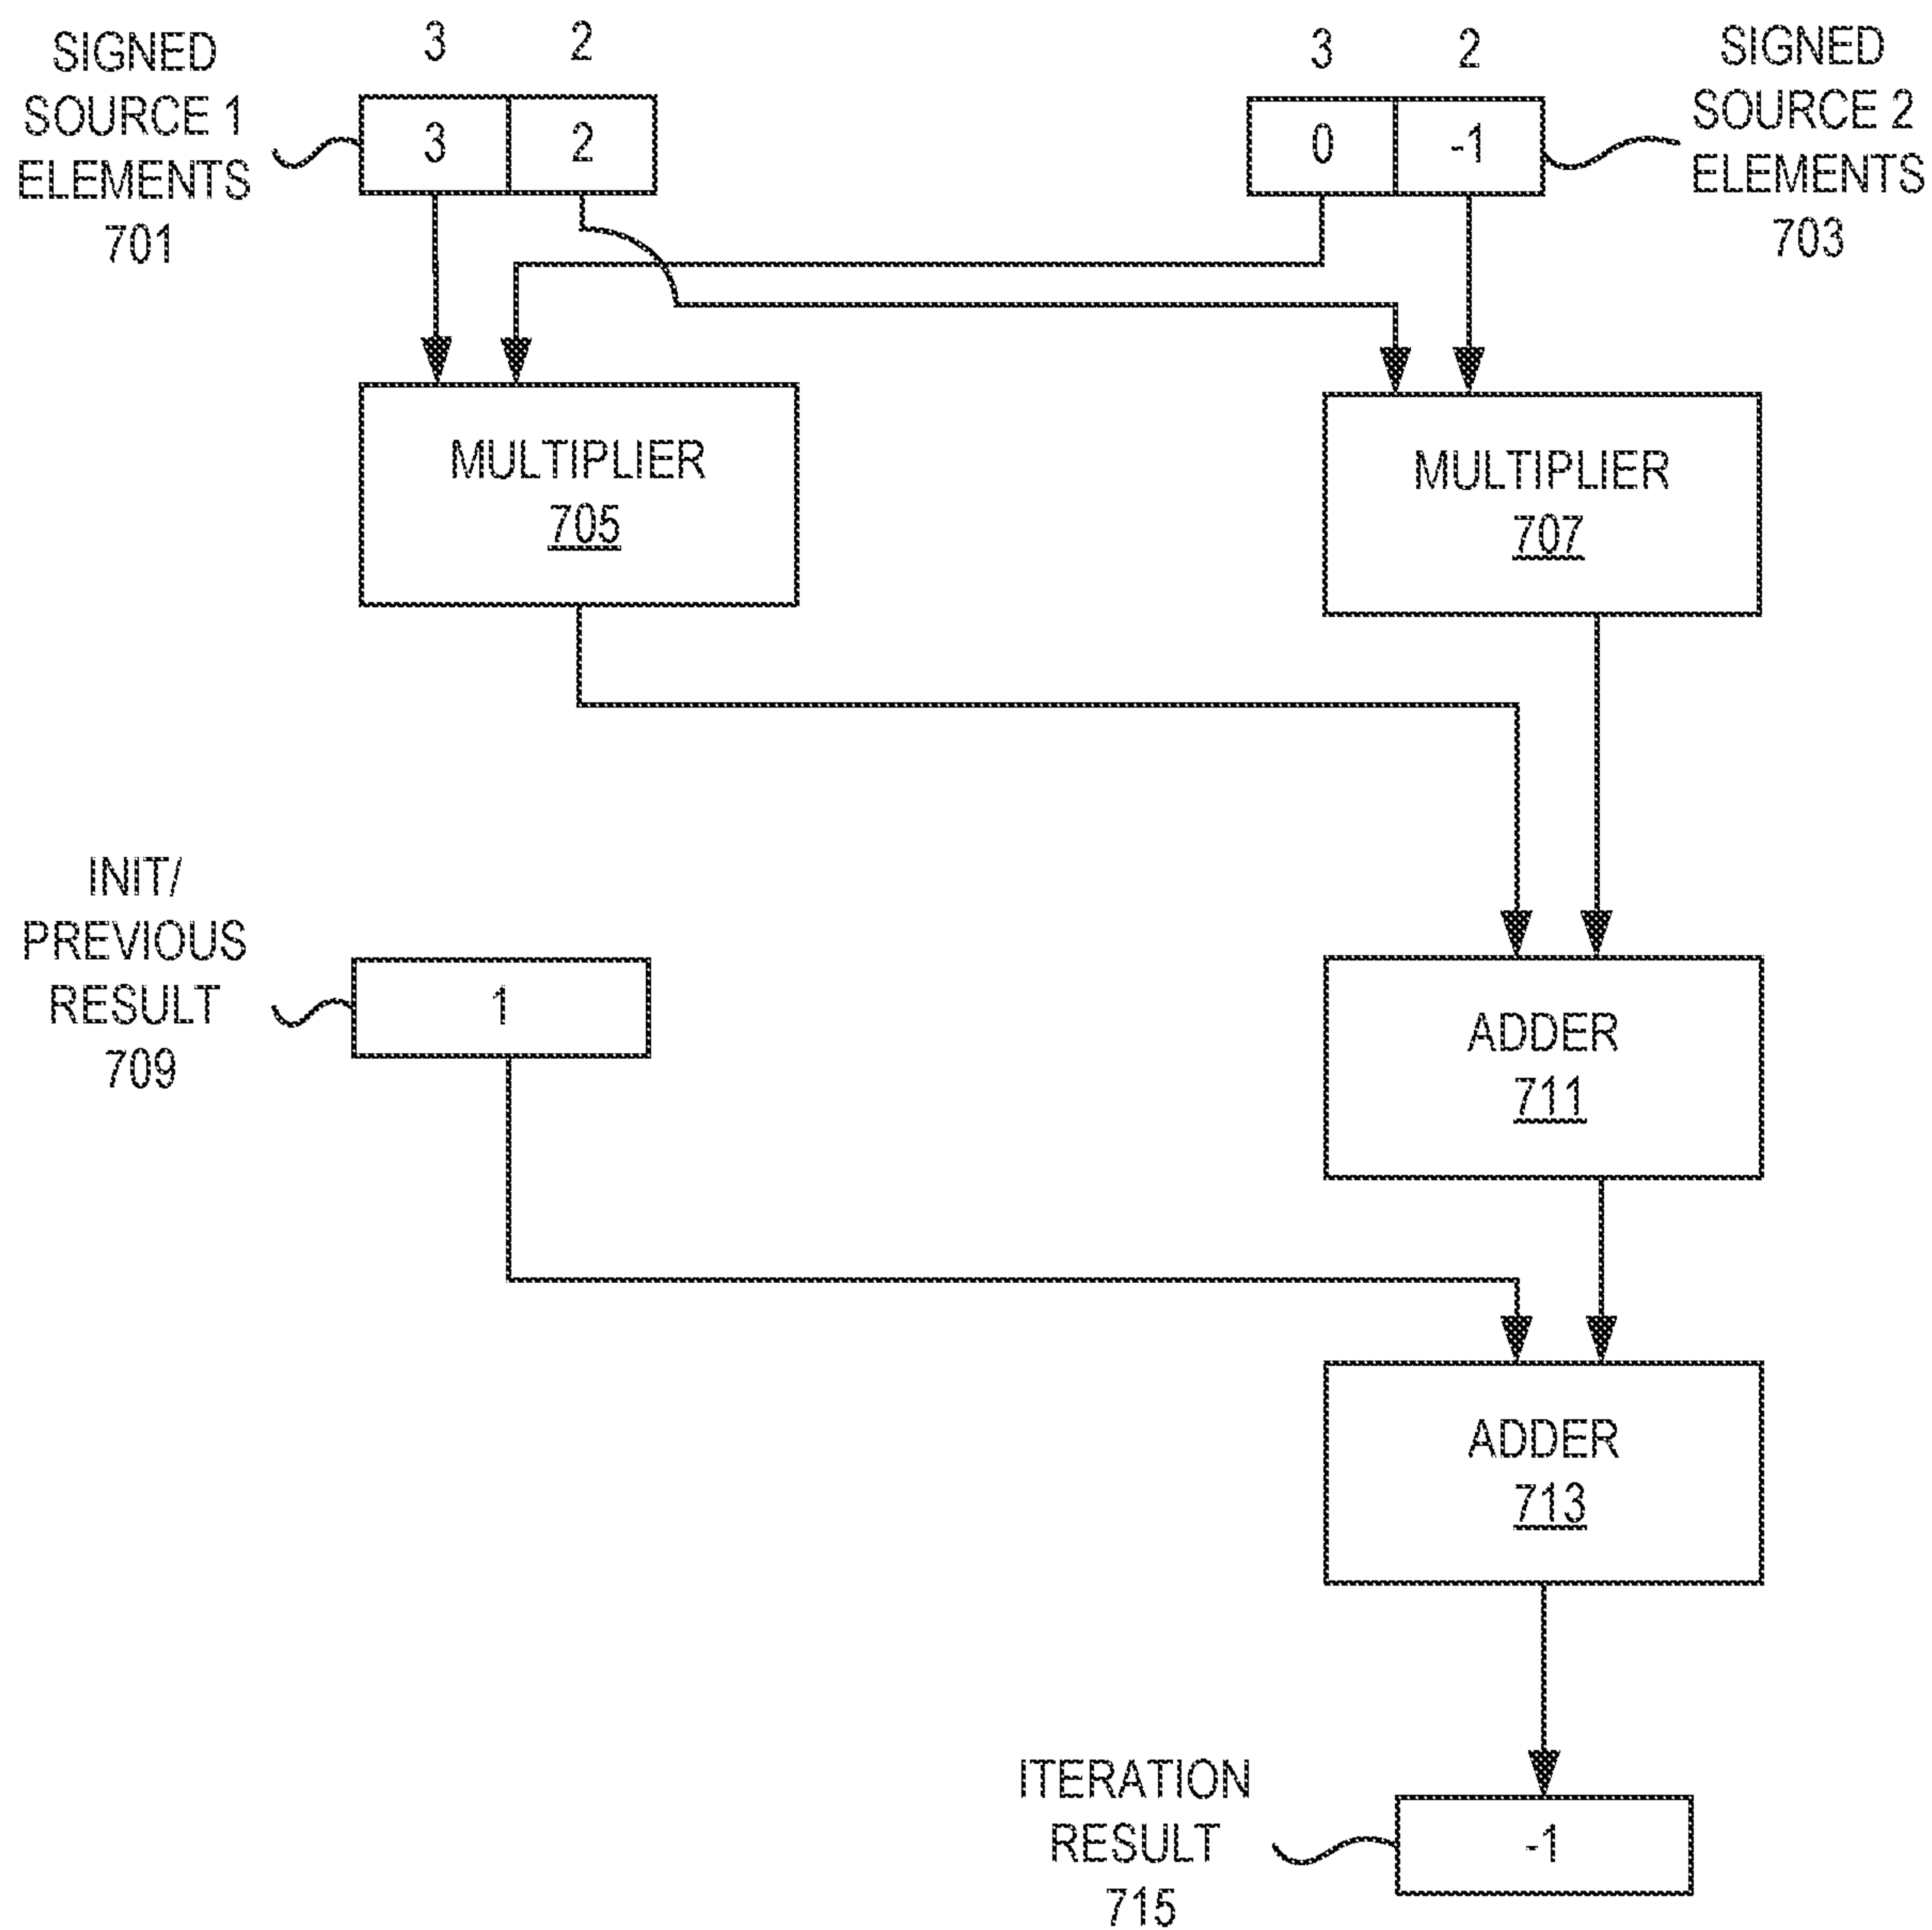 SIGNED
SOURCE 1
ELEMENTS
701
3 2
3 2
3 2
0 -1
SIGNED
SOURCE 2
ELEMENTS
703
MULTIPLIER
705
MULTIPLIER
707
INIT/
PREVIOUS
RESULT
709
1
ADDER
711
ADDER
713
ITERATION
RESULT
715
-1